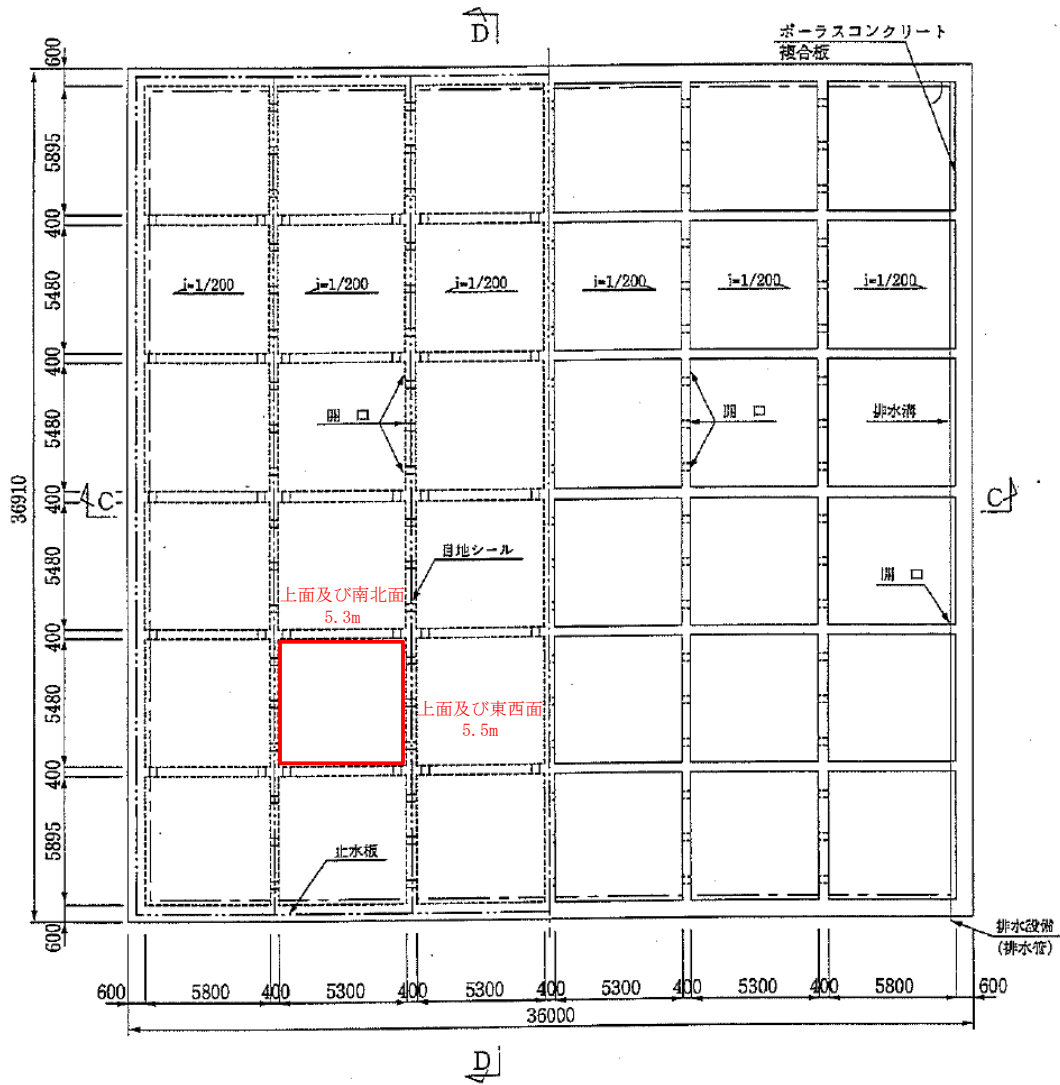 D
ポーラスコンクリート
複合板
600
5895
400
5480
400
5480
400
5480
400
5480
400
5895
600
36910
i=1/200
i=1/200
i=1/200
i=1/200
i=1/200
i=1/200
開 口
開 口
排水溝
C
C
目地シール
開 口
上面及び南北面
5.3m
上面及び東西面
5.5m
止水板
排水設備
(排水管)
600 5800 400 5300 400 5300 400 5300 400 5300 400 5800 600
36000
D